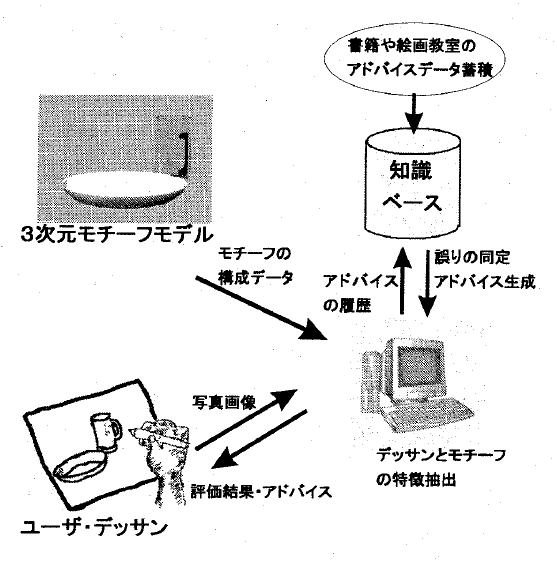 書籍や絵画教室の
アドバイスデータ蓄積
知識
ベース
3次元モチーフモデル
モチーフの
構成データ
アドバイス
の履歴
誤りの同定
アドバイス生成
写真画像
デッサンとモチーフ
の特徴抽出
評価結果・アドバイス
ユーザ・デッサン